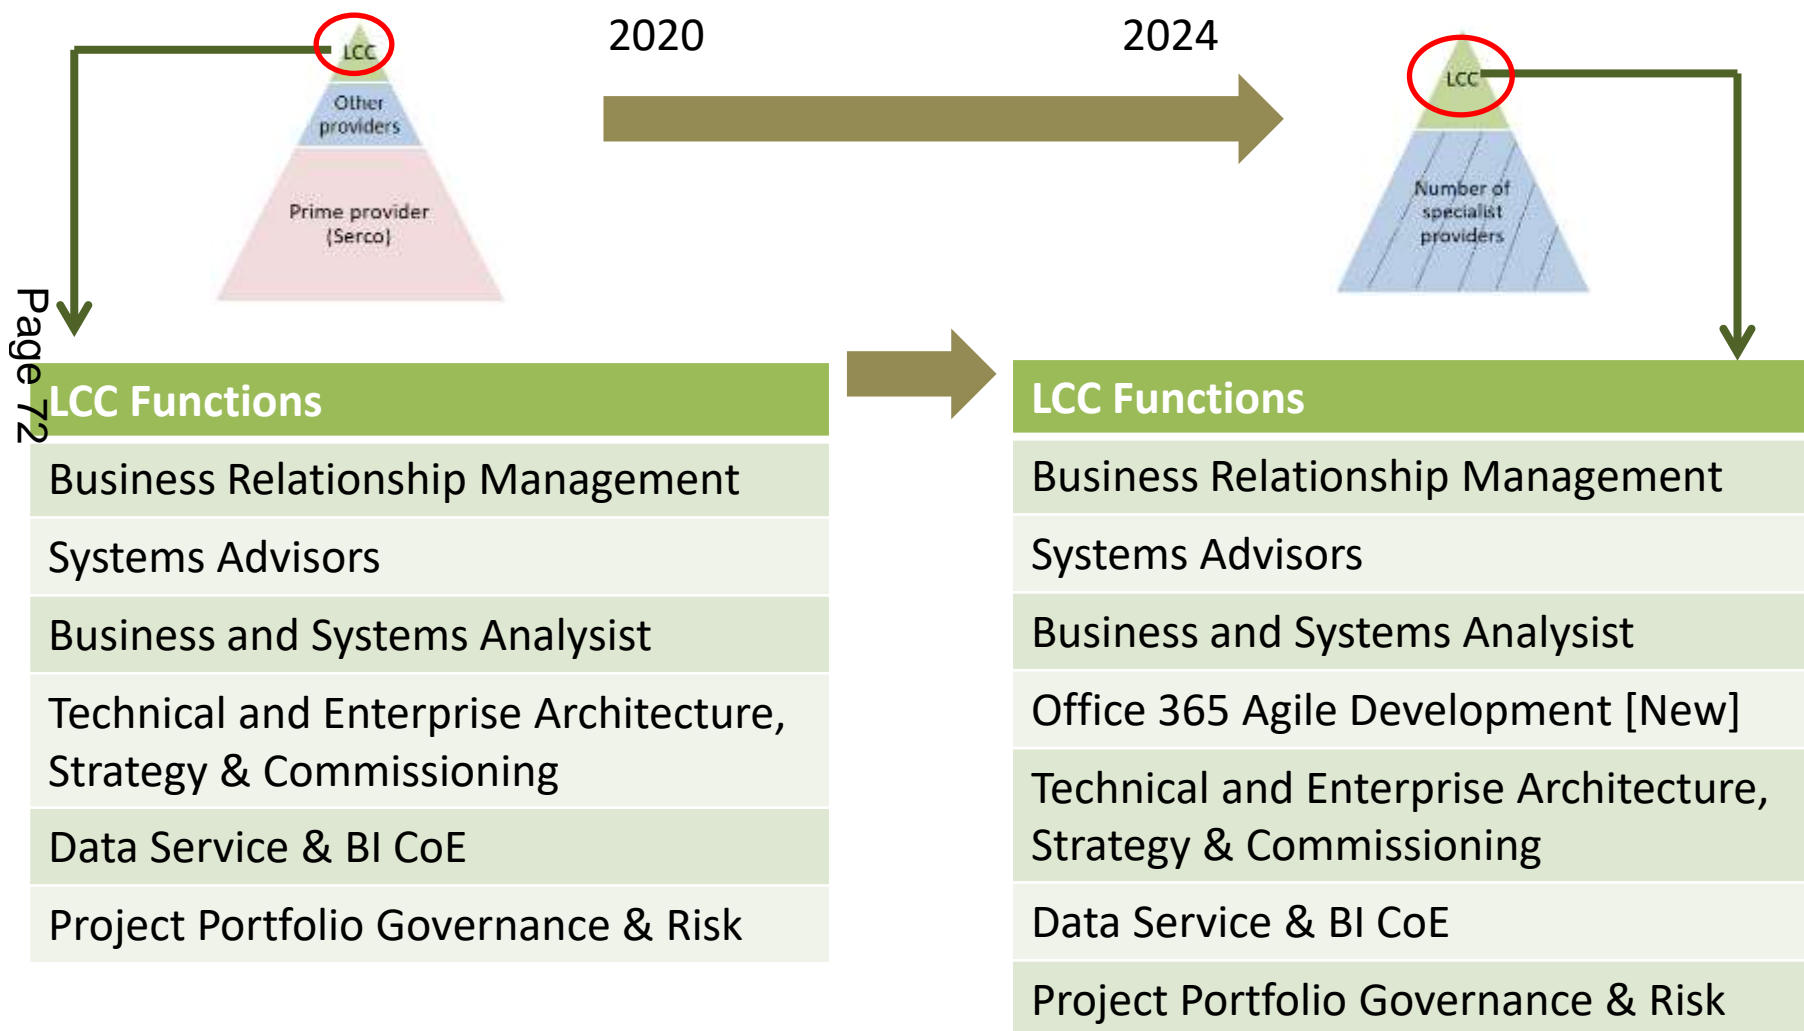 2020
2024
LCC
Other
providers
Prime provider
(Serco)
LCC
Number of
specialist
providers
Page 72
LCC Functions
Business Relationship Management
Systems Advisors
Business and Systems Analysist
Technical and Enterprise Architecture,
Strategy & Commissioning
Data Service & BI CoE
Project Portfolio Governance & Risk
LCC Functions
Business Relationship Management
Systems Advisors
Business and Systems Analysist
Office 365 Agile Development [New]
Technical and Enterprise Architecture,
Strategy & Commissioning
Data Service & BI CoE
Project Portfolio Governance & Risk